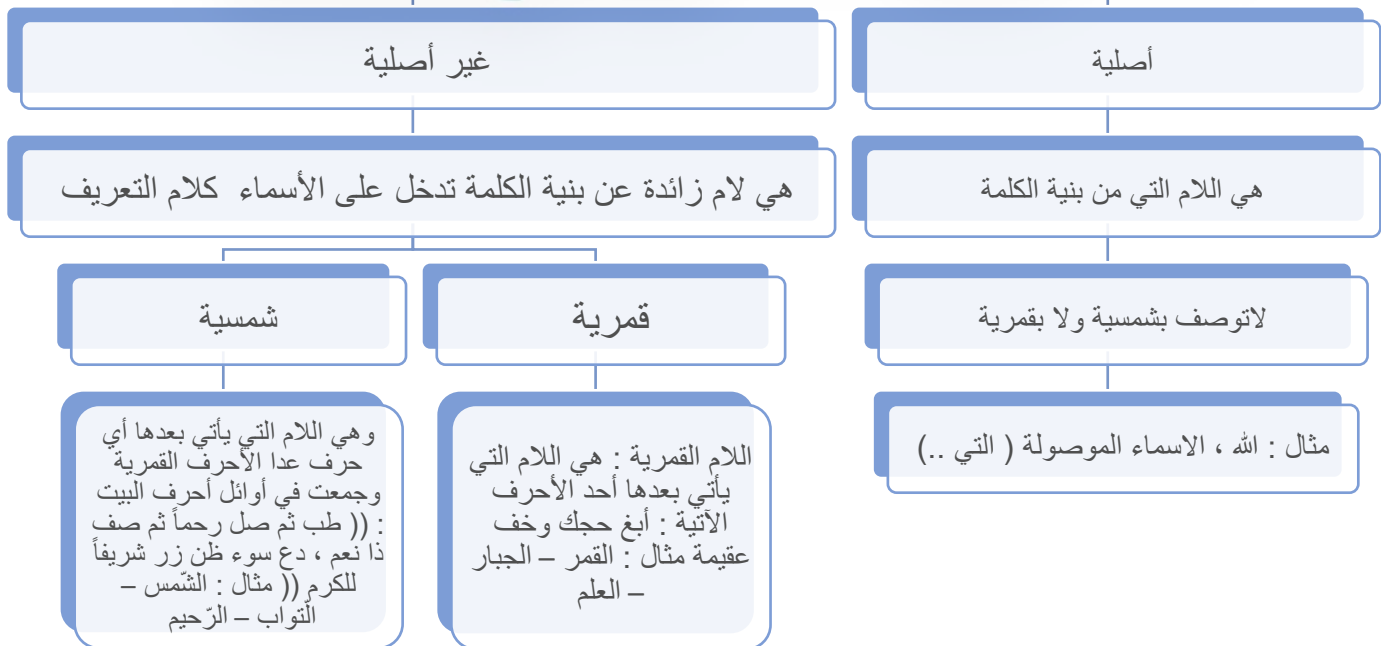 أصلية
هي اللام التي من بنية الكلمة
لاتوصف بشمسية ولا بقمرية
مثال : الله ، الاسماء الموصولة ( التي ..)
غير أصلية
هي لام زائدة عن بنية الكلمة تدخل على الأسماء كلام التعريف
قمرية
اللام القمرية : هي اللام التي
يأتي بعدها أحد الأحرف
الآتية : أبغ حجك وخف
عقيمة مثال : القمر – الجبار
– العلم
شمسية
وهي اللام التي يأتي بعدها أي
حرف عدا الأحرف القمرية
وجمعت في أوائل أحرف البيت
: (( طب ثم صل رحماً ثم صف
ذا نعم ، دع سوء ظن زر شريفاً
للكرم (( مثال : الشّمس –
التّواب – الرّحيم